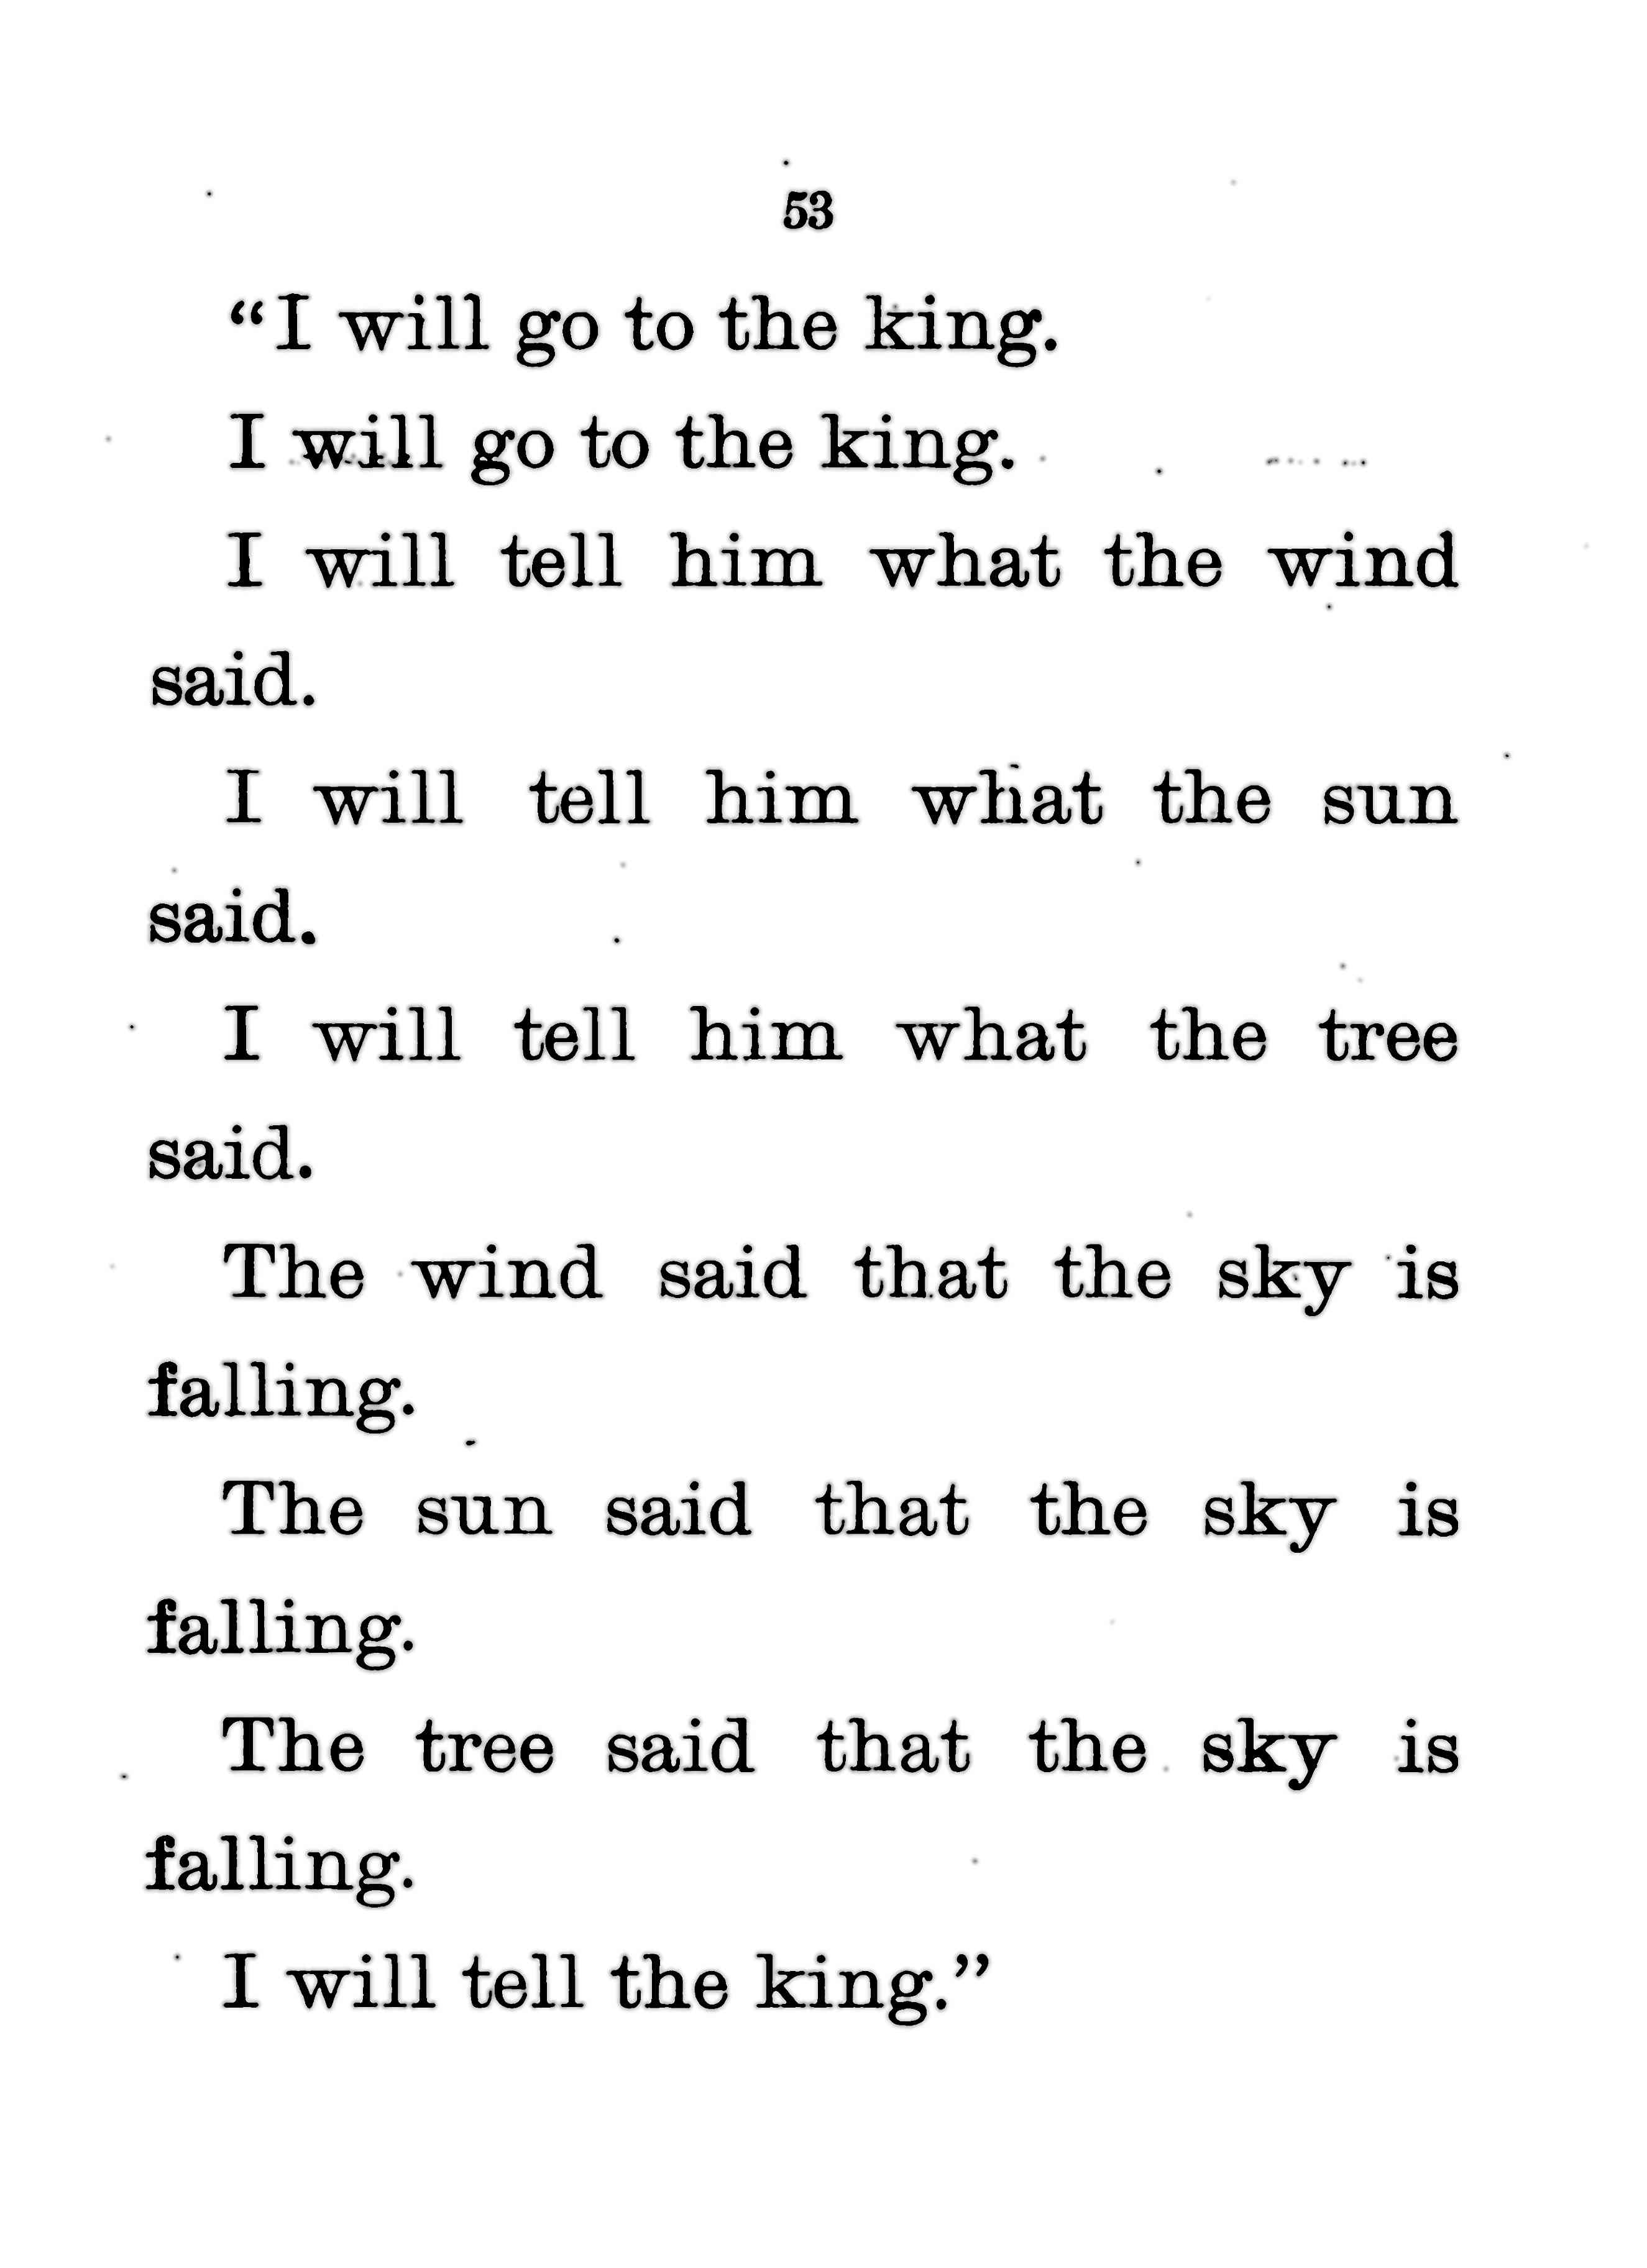 53
“I will go to the king.
I will go to the king.
I will tell him what the wind
said.
I will tell him what the sun
said.
I will tell him what the tree
said.
The wind said that the sky is
falling.
The sun said that the sky is
falling.
The tree said that the sky is
falling.
I will tell the king.”